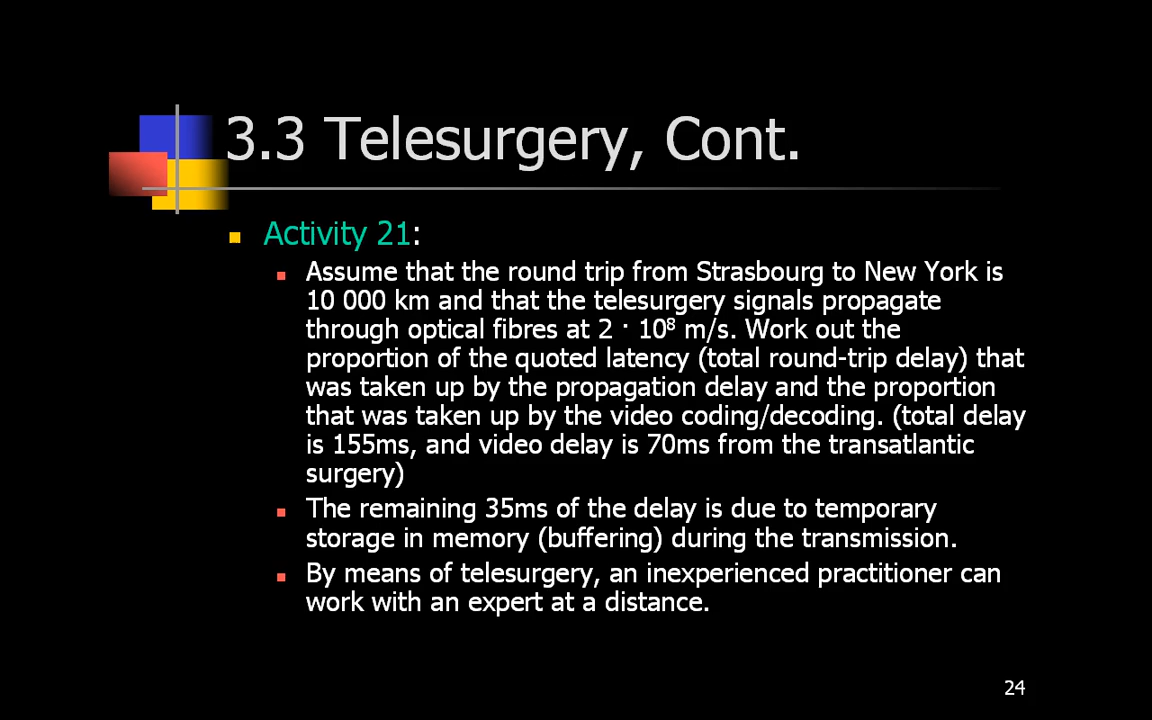 3.3 Telesurgery, Cont.
Activity 21:
Assume that the round trip from Strasbourg to New York is
10 000 km and that the telesurgery signals propagate
through optical fibres at 2 · 10⁸ m/s. Work out the
proportion of the quoted latency (total round-trip delay) that
was taken up by the propagation delay and the proportion
that was taken up by the video coding/decoding. (total delay
is 155ms, and video delay is 70ms from the transatlantic
surgery)
The remaining 35ms of the delay is due to temporary
storage in memory (buffering) during the transmission.
By means of telesurgery, an inexperienced practitioner can
work with an expert at a distance.
24